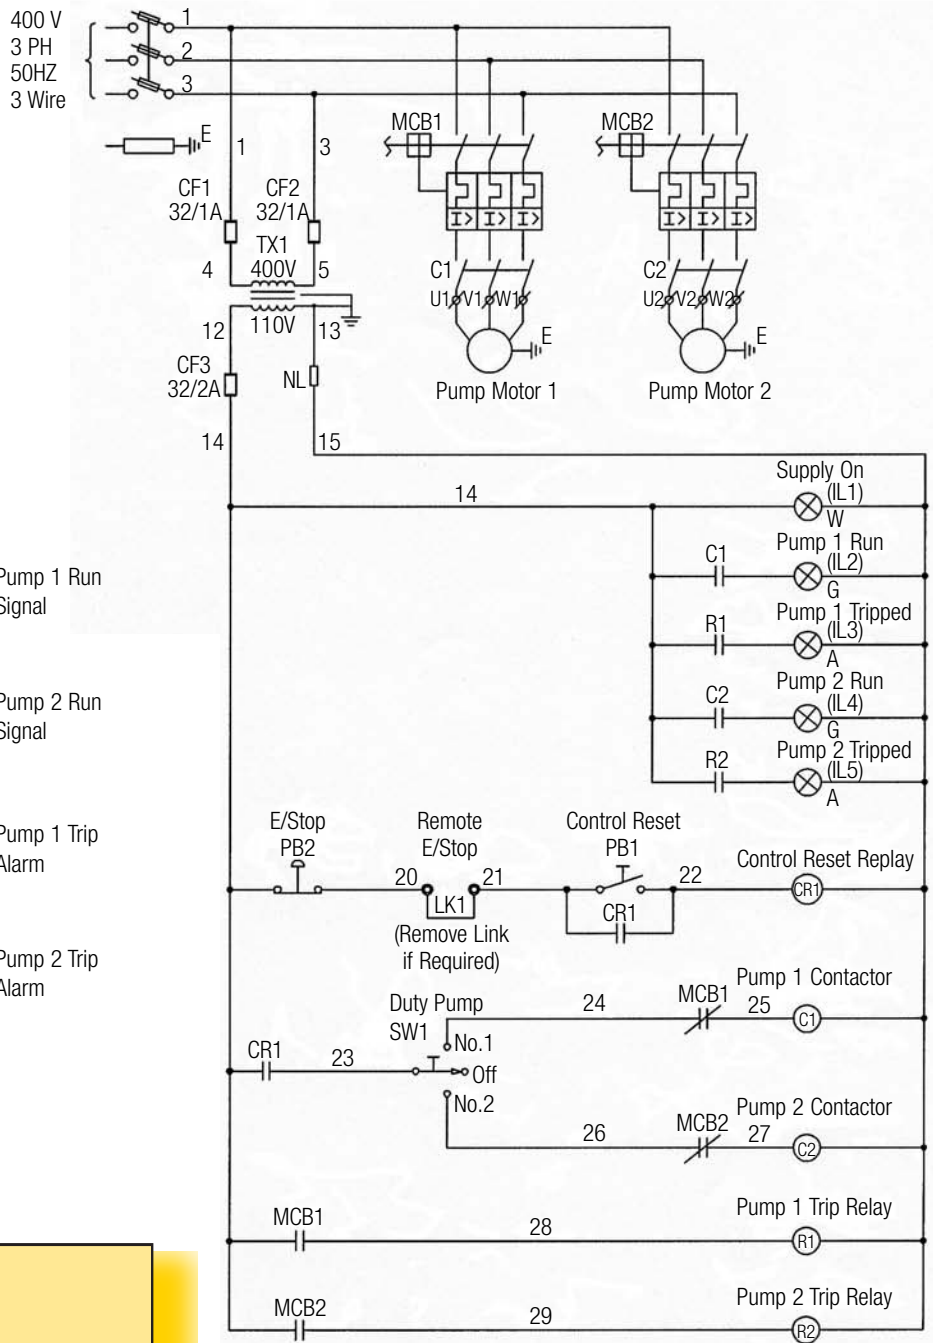 400 V
3 PH
50HZ
3 Wire
1
2
3
E
1
3
MCB1
MCB2
CF1
32/1A
CF2
32/1A
TX1
400V
4
5
I> I> I>
I> I> I>
C1
U1 V1 W1
C2
U2 V2 W2
110V
12
13
E
E
CF3
32/2A
NL
Pump Motor 1
Pump Motor 2
14
15
14
Supply On
(IL1)
W
Pump 1 Run
(IL2)
G
C1
Pump 1 Tripped
(IL3)
A
R1
Pump 2 Run
(IL4)
G
C2
Pump 2 Tripped
(IL5)
A
R2
Pump 1 Run
Signal
Pump 2 Run
Signal
Pump 1 Trip
Alarm
Pump 2 Trip
Alarm
E/Stop
PB2
Remote
E/Stop
Control Reset
PB1
Control Reset Replay
20
21
22
LK1
CR1
CR1
(Remove Link
if Required)
Pump 1 Contactor
Duty Pump
SW1
24
MCB1
25
C1
No.1
CR1
23
Off
No.2
Pump 2 Contactor
26
MCB2
27
C2
Pump 1 Trip Relay
MCB1
28
R1
Pump 2 Trip Relay
MCB2
29
R2